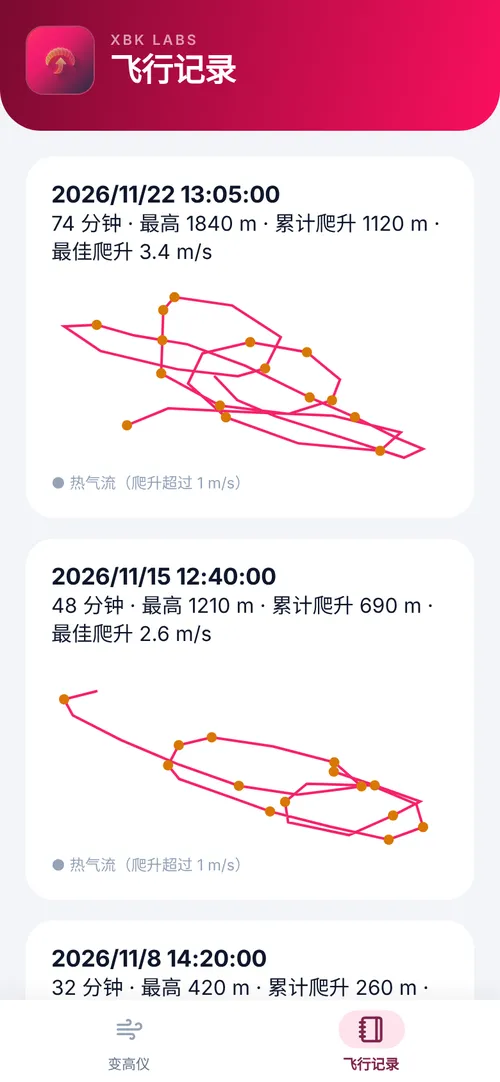 XBK LABS
飞行记录
2026/11/22 13:05:00
74 分钟 · 最高 1840 m · 累计爬升 1120 m ·
最佳爬升 3.4 m/s
热气流（爬升超过 1 m/s）
2026/11/15 12:40:00
48 分钟 · 最高 1210 m · 累计爬升 690 m ·
最佳爬升 2.6 m/s
热气流（爬升超过 1 m/s）
2026/11/8 14:20:00
32 分钟 · 最高 420 m · 累计爬升 260 m ·
变高仪
飞行记录